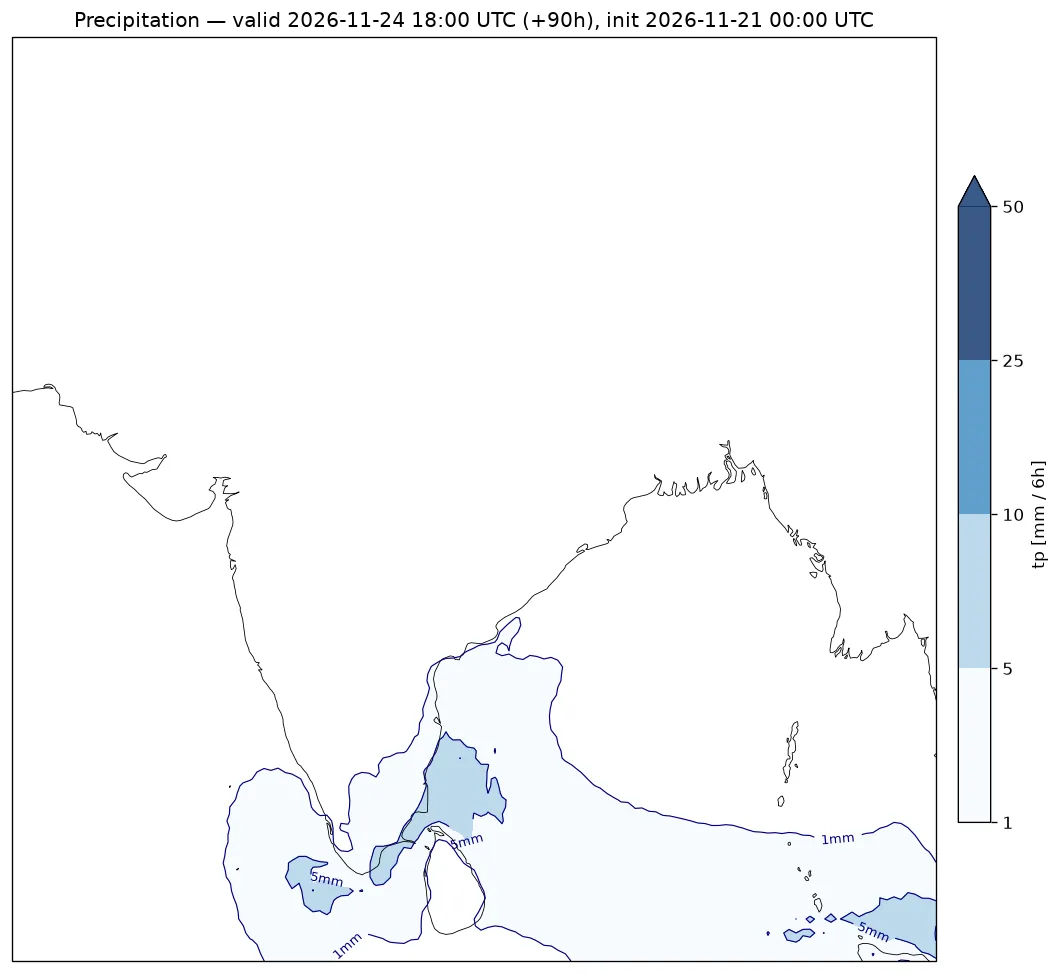 Precipitation — valid 2026-11-24 18:00 UTC (+90h), init 2026-11-21 00:00 UTC
50
25
10
5
1
tp [mm / 6h]
1mm
5mm
5mm
5mm
1mm